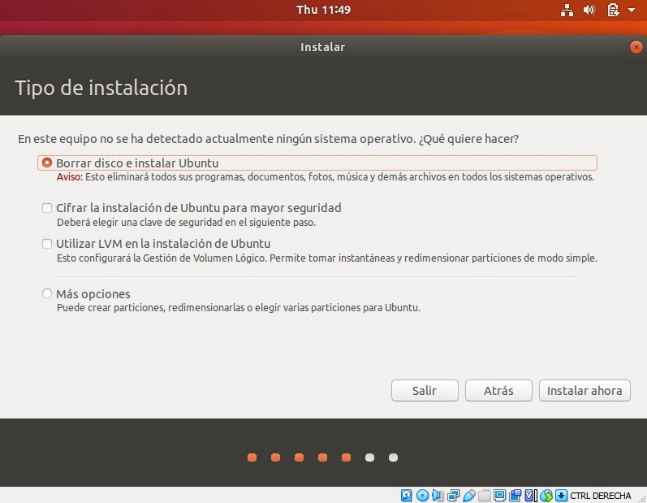 Thu 11:49
Instalar
Tipo de instalación
En este equipo no se ha detectado actualmente ningún sistema operativo. ¿Qué quiere hacer?
Borrar disco e instalar Ubuntu
Aviso: Esto eliminará todos sus programas, documentos, fotos, música y demás archivos en todos los sistemas operativos.
Cifrar la instalación de Ubuntu para mayor seguridad
Deberá elegir una clave de seguridad en el siguiente paso.
Utilizar LVM en la instalación de Ubuntu
Esto configurará la Gestión de Volumen Lógico. Permite tomar instantáneas y redimensionar particiones de modo simple.
Más opciones
Puede crear particiones, redimensionarlas o elegir varias particiones para Ubuntu.
Salir
Atrás
Instalar ahora
CTRL DERECHA